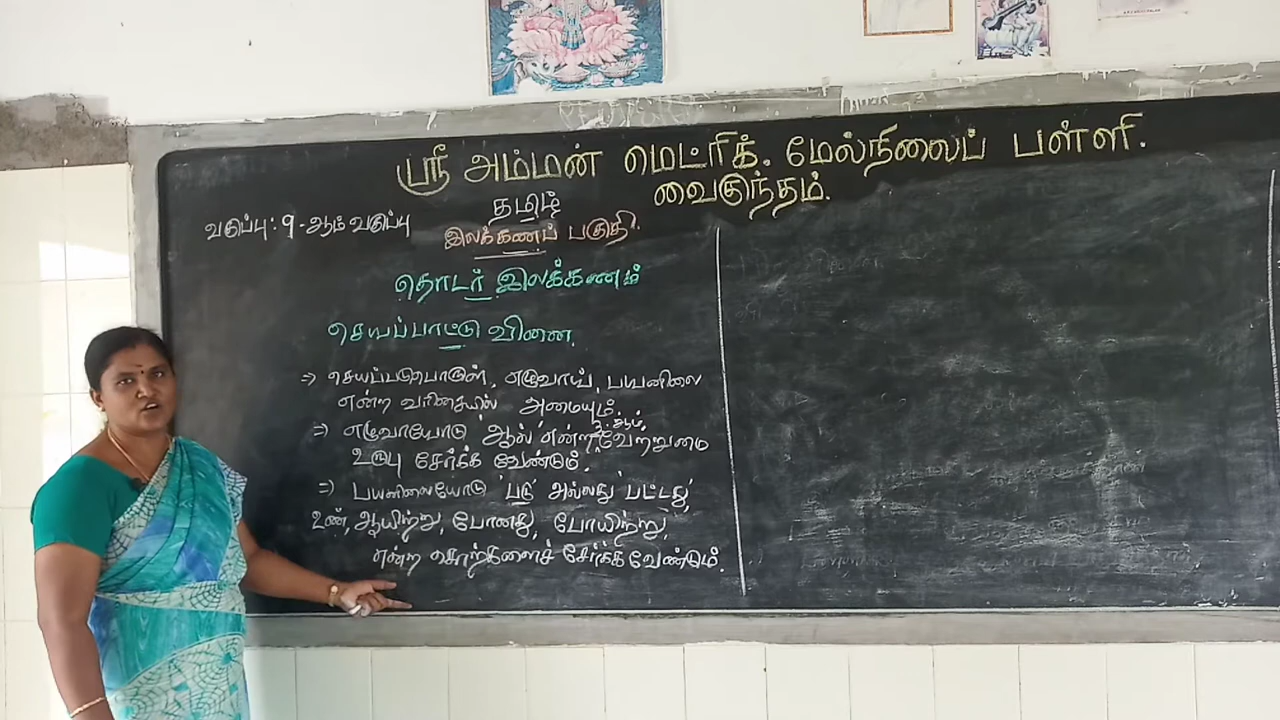 ஸ்ரீ அம்மன் மெட்ரிக். மேல்நிலைப் பள்ளி.
வைகுந்தம்.
தமிழ்
வகுப்பு: 9-ஆம் வகுப்பு
இலக்கணப் பகுதி.
தொடர் இலக்கணம்
செயப்பாட்டு வினை.
⇒ செயப்படுபொருள், எழுவாய், பயனிலை
என்ற வரிசையில் அமையும்.
⇒ எழுவாயோடு 'ஆல்' என்ற 3.ஆம் வேற்றுமை
உருபு சேர்க்க வேண்டும்.
⇒ பயனிலையோடு 'படு' அல்லது 'பட்டது',
உண், ஆயிற்று, போனது, போயிற்று,
என்ற சொற்களைச் சேர்க்க வேண்டும்.